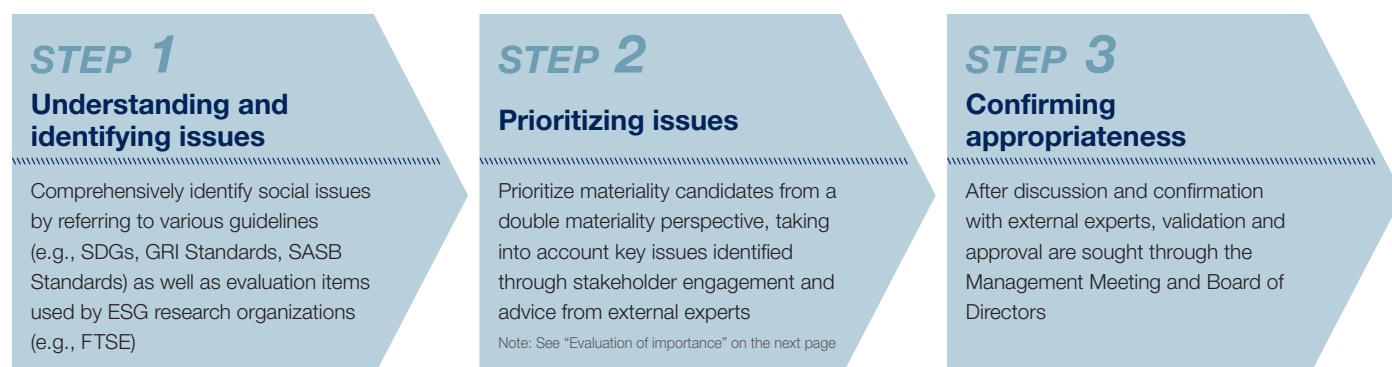 STEP 1
Understanding and
identifying issues
Comprehensively identify social issues
by referring to various guidelines
(e.g., SDGs, GRI Standards, SASB
Standards) as well as evaluation items
used by ESG research organizations
(e.g., FTSE)
STEP 2
Prioritizing issues
Prioritize materiality candidates from a
double materiality perspective, taking
into account key issues identified
through stakeholder engagement and
advice from external experts
Note: See “Evaluation of importance” on the next page
STEP 3
Confirming
appropriateness
After discussion and confirmation
with external experts, validation and
approval are sought through the
Management Meeting and Board of
Directors